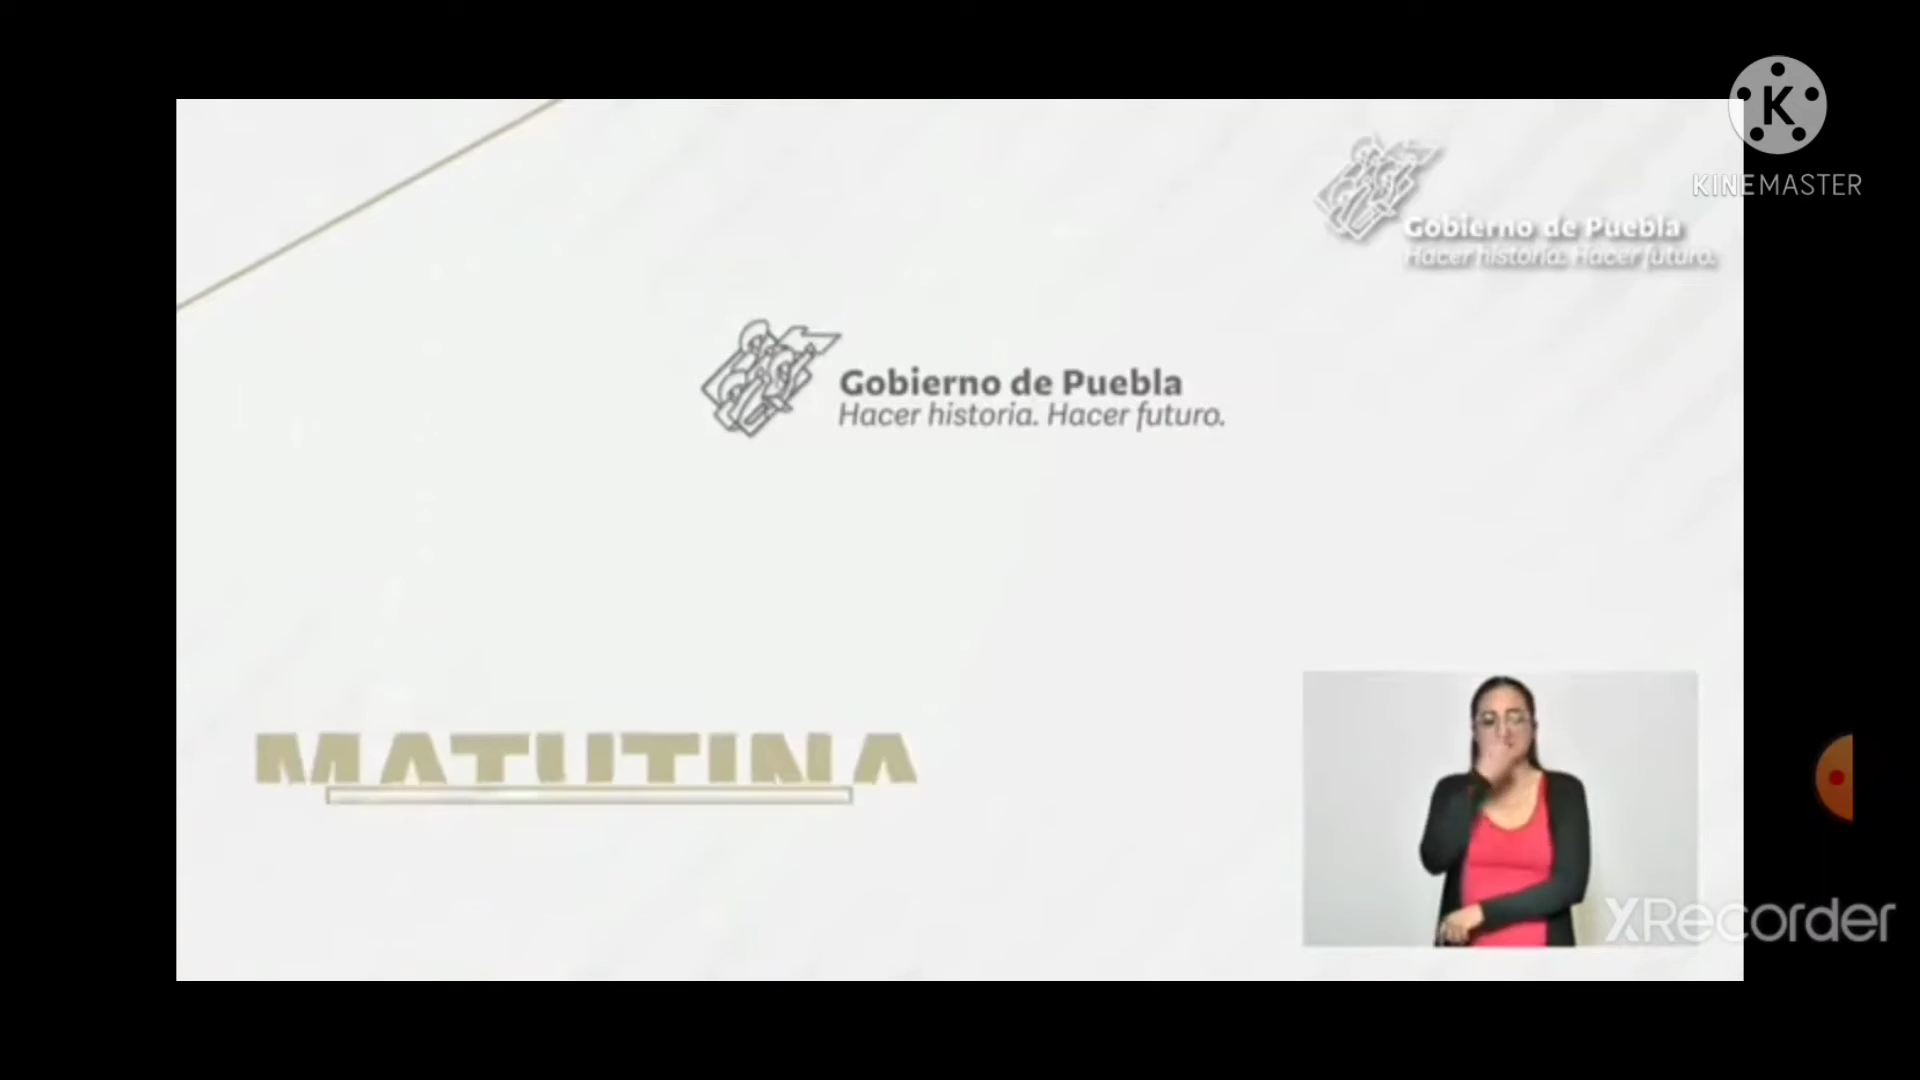 K
KINEMASTER
Gobierno de Puebla
Hacer historia. Hacer futuro.
Gobierno de Puebla
Hacer historia. Hacer futuro.
MATUTINA
XRecorder